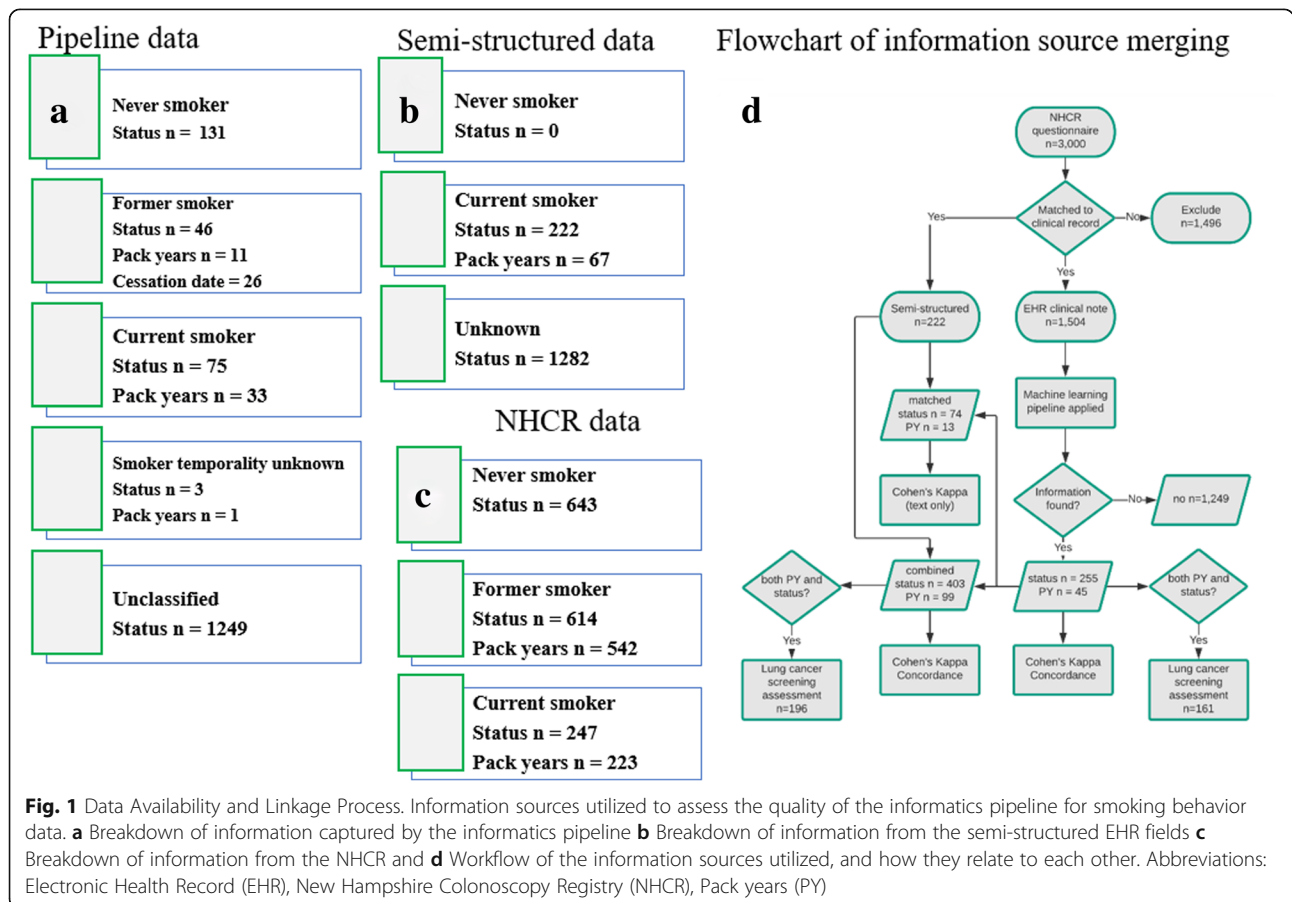 Pipeline data
a
Never smoker
Status n = 131
Former smoker
Status n = 46
Pack years n = 11
Cessation date = 26
Current smoker
Status n = 75
Pack years n = 33
Smoker temporality unknown
Status n = 3
Pack years n = 1
Unclassified
Status n = 1249
Semi-structured data
b
Never smoker
Status n = 0
Current smoker
Status n = 222
Pack years n = 67
Unknown
Status n = 1282
NHCR data
c
Never smoker
Status n = 643
Former smoker
Status n = 614
Pack years n = 542
Current smoker
Status n = 247
Pack years n = 223
Flowchart of information source merging
d
NHCR
questionnaire
n=3,000
Matched to
clinical record
No
Exclude
n=1,496
Yes
Yes
Semi-structured
n=222
EHR clinical note
n=1,504
matched
status n = 74
PY n = 13
Machine learning
pipeline applied
Cohen's Kappa
(text only)
Information
found?
No
no n=1,249
Yes
both PY and
status?
combined
status n = 403
PY n = 99
status n = 255
PY n = 45
both PY and
status?
Yes
Yes
Lung cancer
screening
assessment
n=196
Cohen's Kappa
Concordance
Cohen's Kappa
Concordance
Lung cancer
screening
assessment
n=161
Fig. 1 Data Availability and Linkage Process. Information sources utilized to assess the quality of the informatics pipeline for smoking behavior
data. a Breakdown of information captured by the informatics pipeline b Breakdown of information from the semi-structured EHR fields c
Breakdown of information from the NHCR and d Workflow of the information sources utilized, and how they relate to each other. Abbreviations:
Electronic Health Record (EHR), New Hampshire Colonoscopy Registry (NHCR), Pack years (PY)